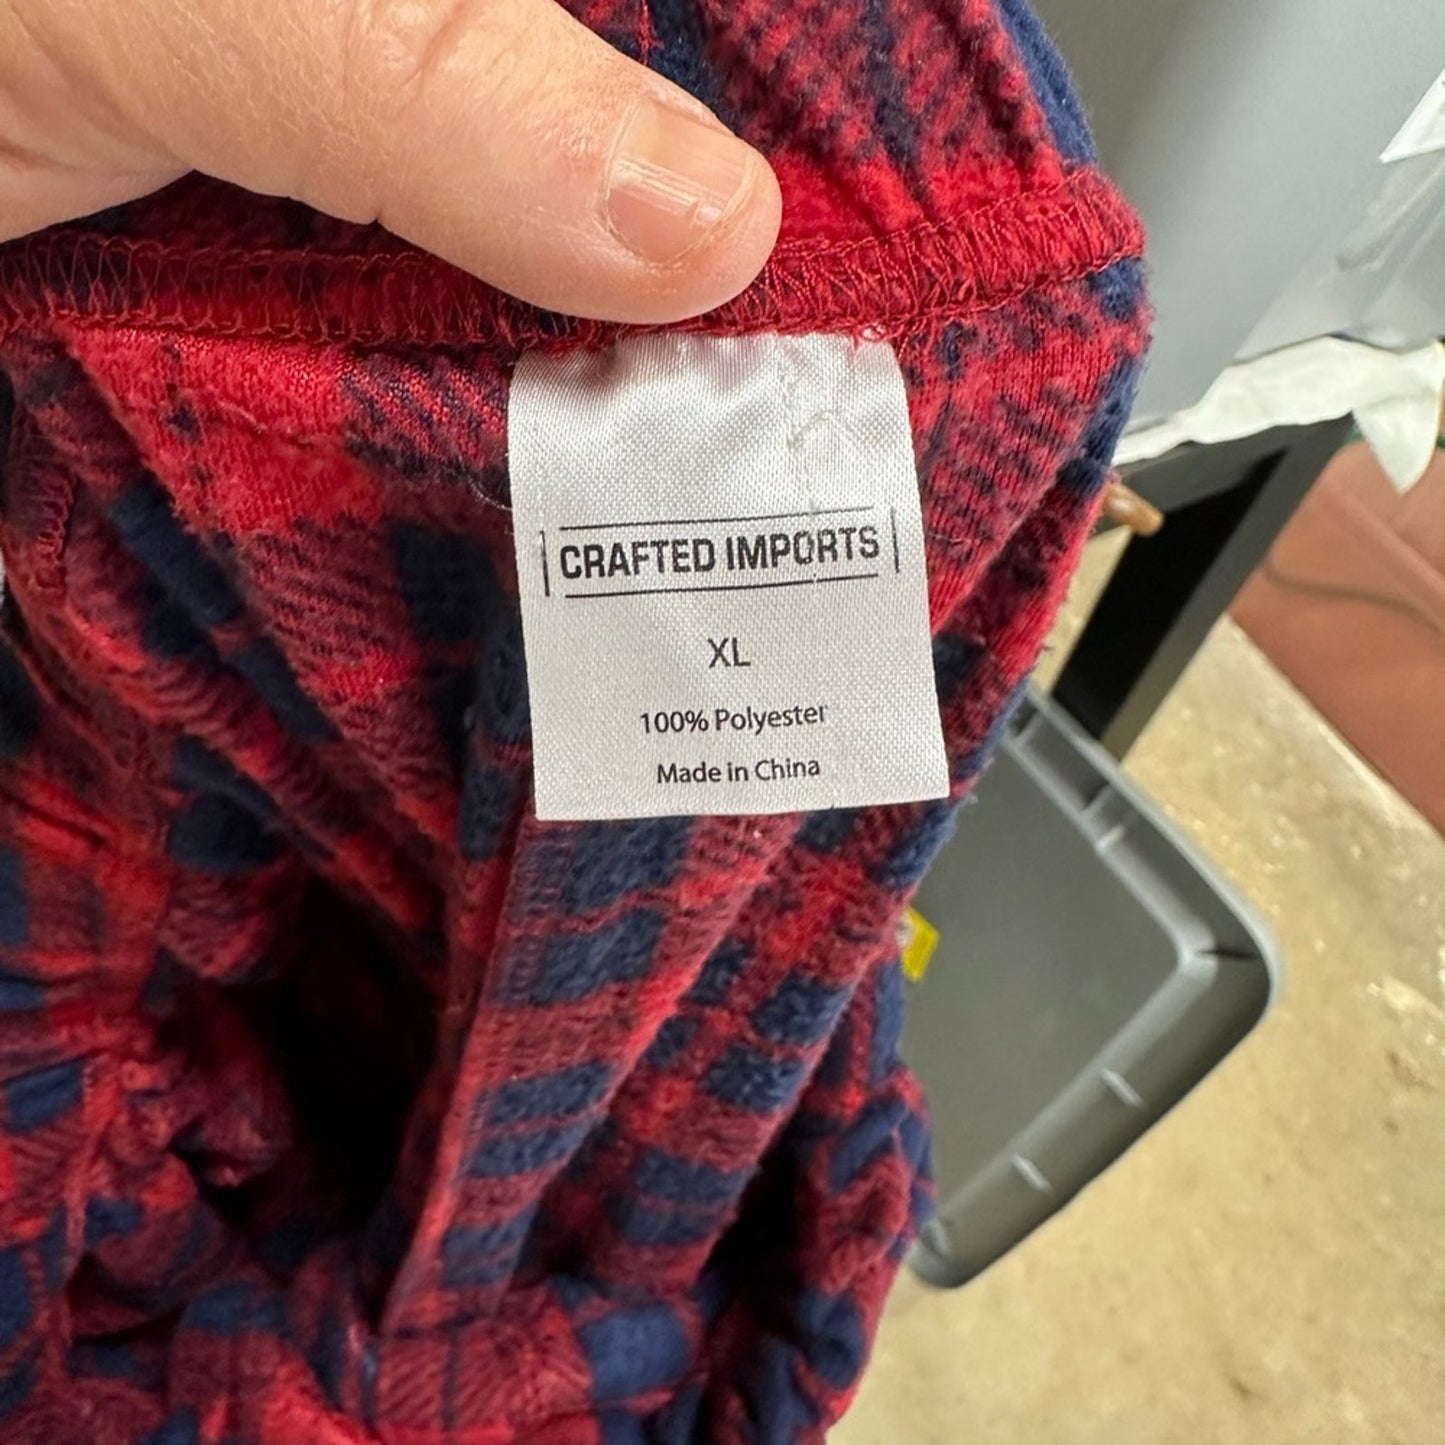 CRAFTED IMPORTS
XL
100% Polyester
Made in China